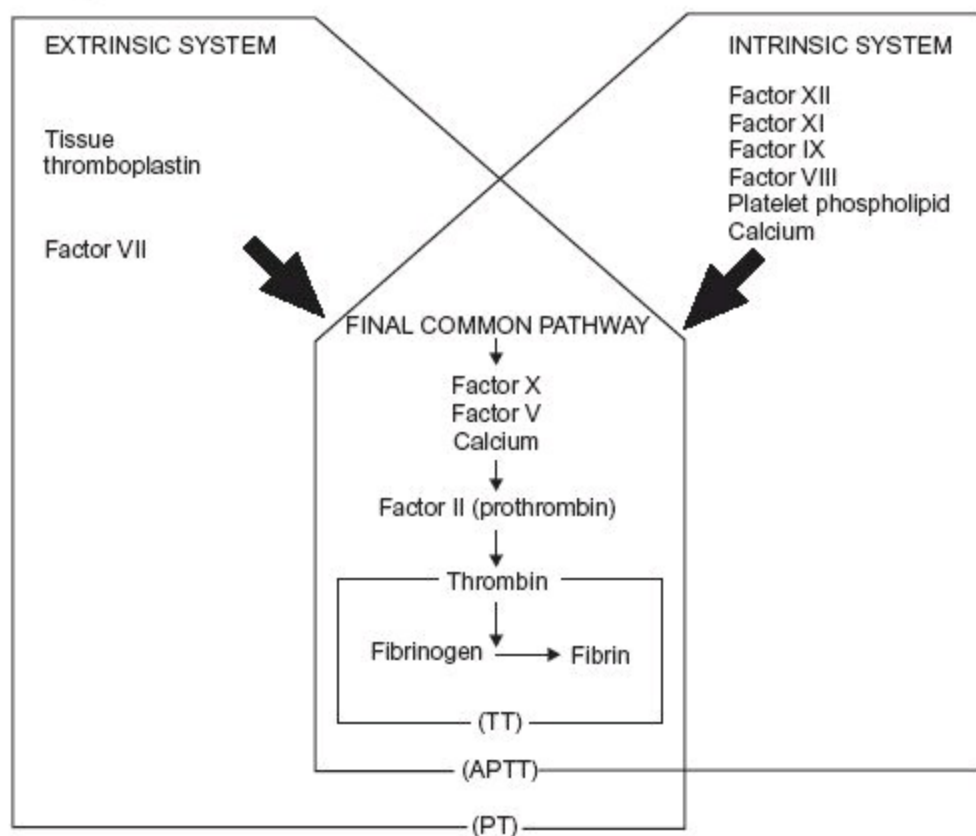 EXTRINSIC SYSTEM
Tissue
thromboplastin
Factor VII
INTRINSIC SYSTEM
Factor XII
Factor XI
Factor IX
Factor VIII
Platelet phospholipid
Calcium
FINAL COMMON PATHWAY
Factor X
Factor V
Calcium
Factor II (prothrombin)
Thrombin
Fibrinogen
Fibrin
(TT)
(APTT)
(PT)